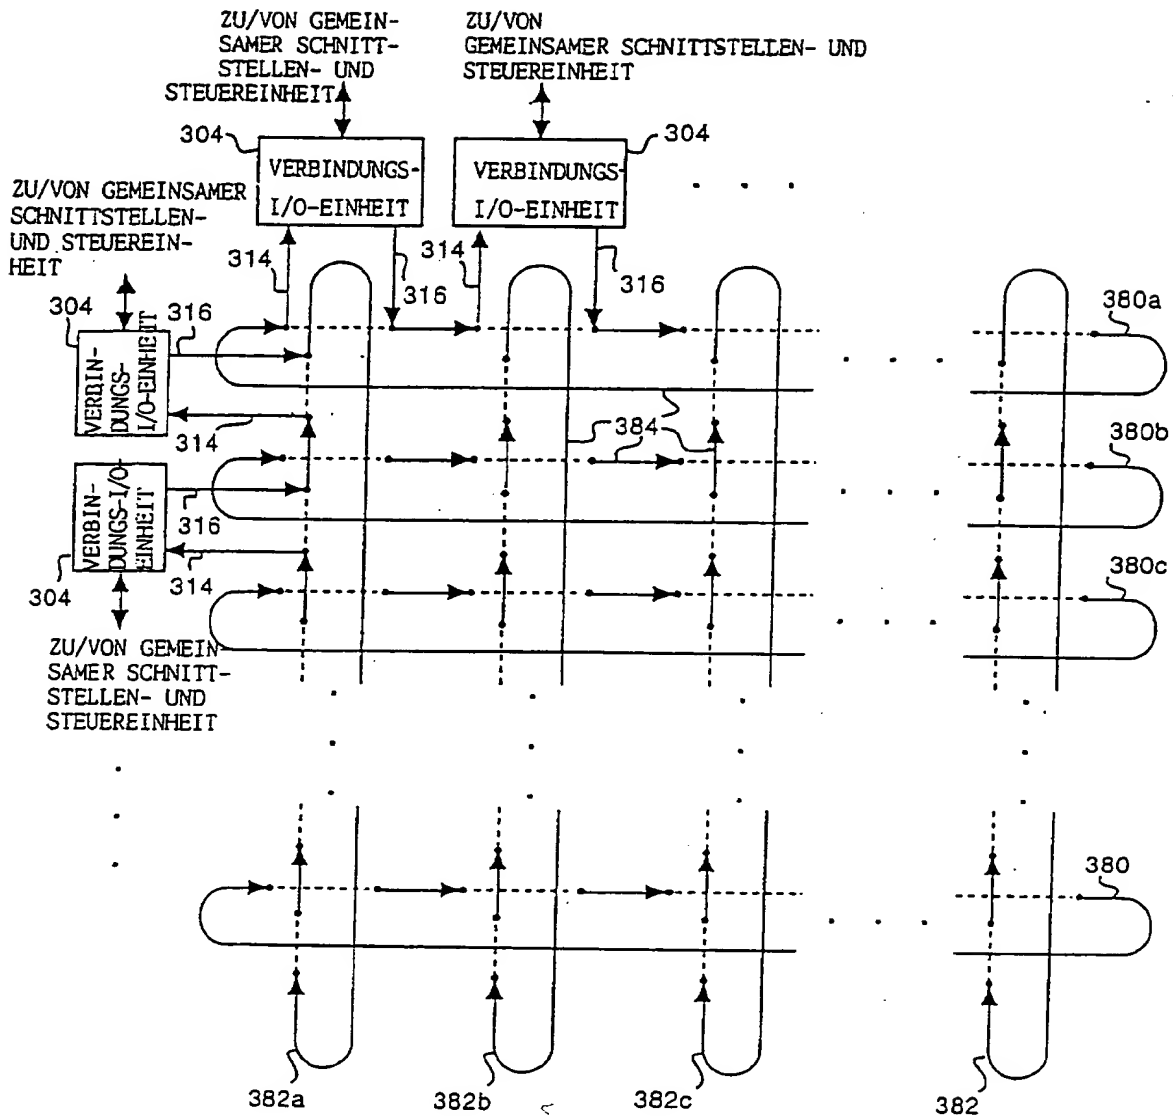 ZU/VON GEMEIN-
SAMER SCHNITT-
STELLEN- UND
STEUEREINHEIT
ZU/VON
GEMEINSAMER SCHNITTSTELLEN- UND
STEUEREINHEIT
304
304
VERBINDUNGS-
I/O-EINHEIT
VERBINDUNGS-
I/O-EINHEIT
ZU/VON GEMEINSAMER
SCHNITTSTELLEN-
UND STEUEREIN-
HEIT
314
316
314
316
304
316
VERBIN-
DUNGS-
I/O-EINHEIT
314
380a
384
380b
VERBIN-
DUNGS-I/O-
EINHEIT
316
314
304
380c
ZU/VON GEMEIN-
SAMER SCHNITT-
STELLEN- UND
STEUEREINHEIT
380
382a
382b
382c
382